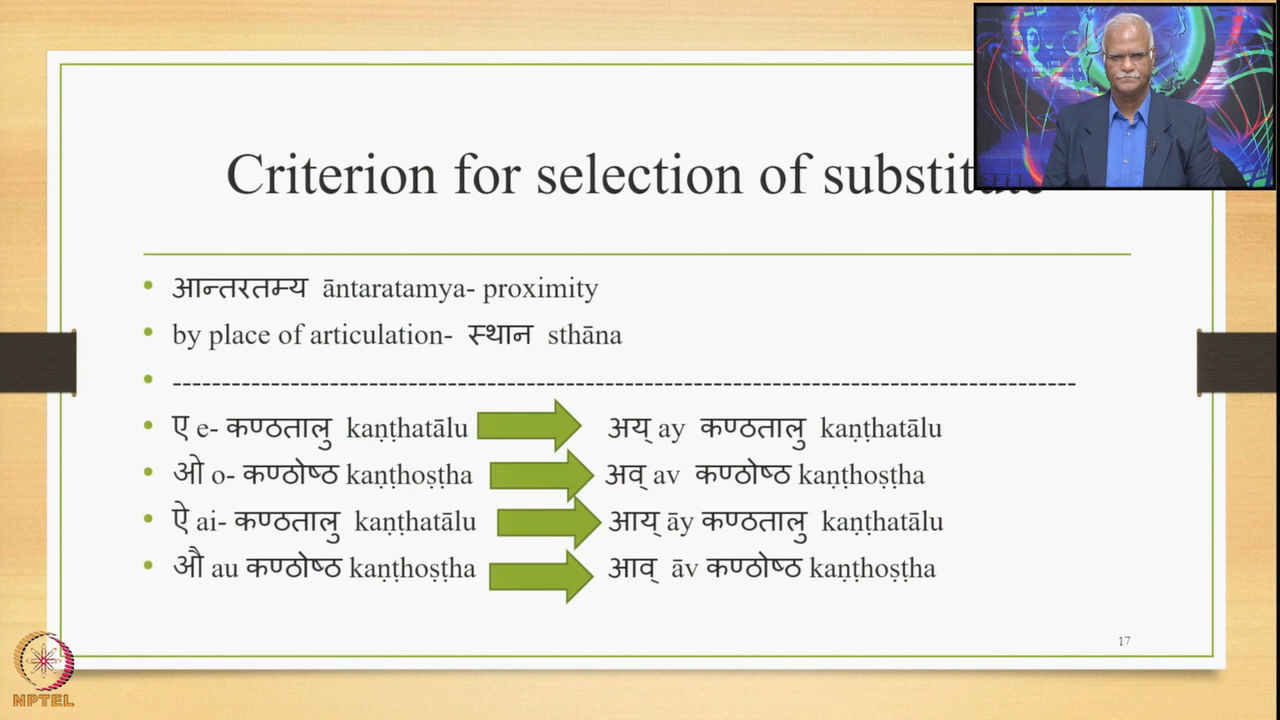 Criterion for selection of
• आन्तरतम्य āntaratamya- proximity
• by place of articulation- स्थान sthāna
• -------------------------------------------------------------------------------------------
• ए e- कण्ठतालु kaṇṭhatālu अय् ay कण्ठतालु kaṇṭhatālu
• ओ o- कण्ठोष्ठ kaṇṭhoṣṭha अव् av कण्ठोष्ठ kaṇṭhoṣṭha
• ऐ ai- कण्ठतालु kaṇṭhatālu आय् āy कण्ठतालु kaṇṭhatālu
• औ au कण्ठोष्ठ kaṇṭhoṣṭha आव् āv कण्ठोष्ठ kaṇṭhoṣṭha
17
NPTEL